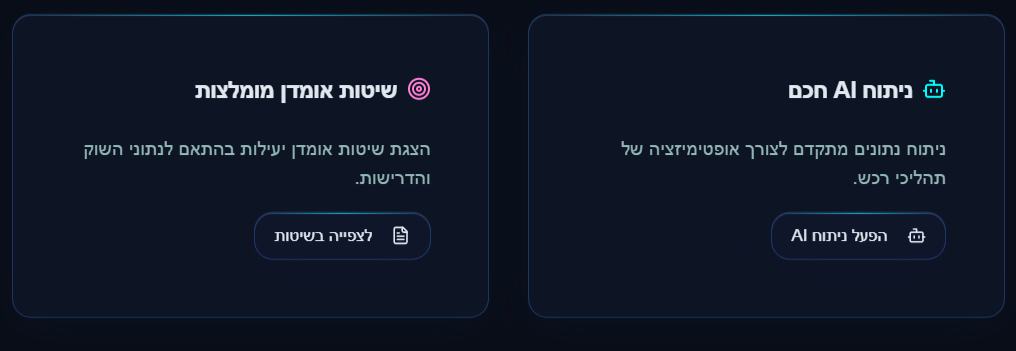 ניתוח AI חכם
ניתוח נתונים מתקדם לצורך אופטימיזציה של
תהליכי רכש.
הפעל ניתוח AI
שיטות אומדן מומלצות
הצגת שיטות אומדן יעילות בהתאם לנתוני השוק
והדרישות.
לצפייה בשיטות